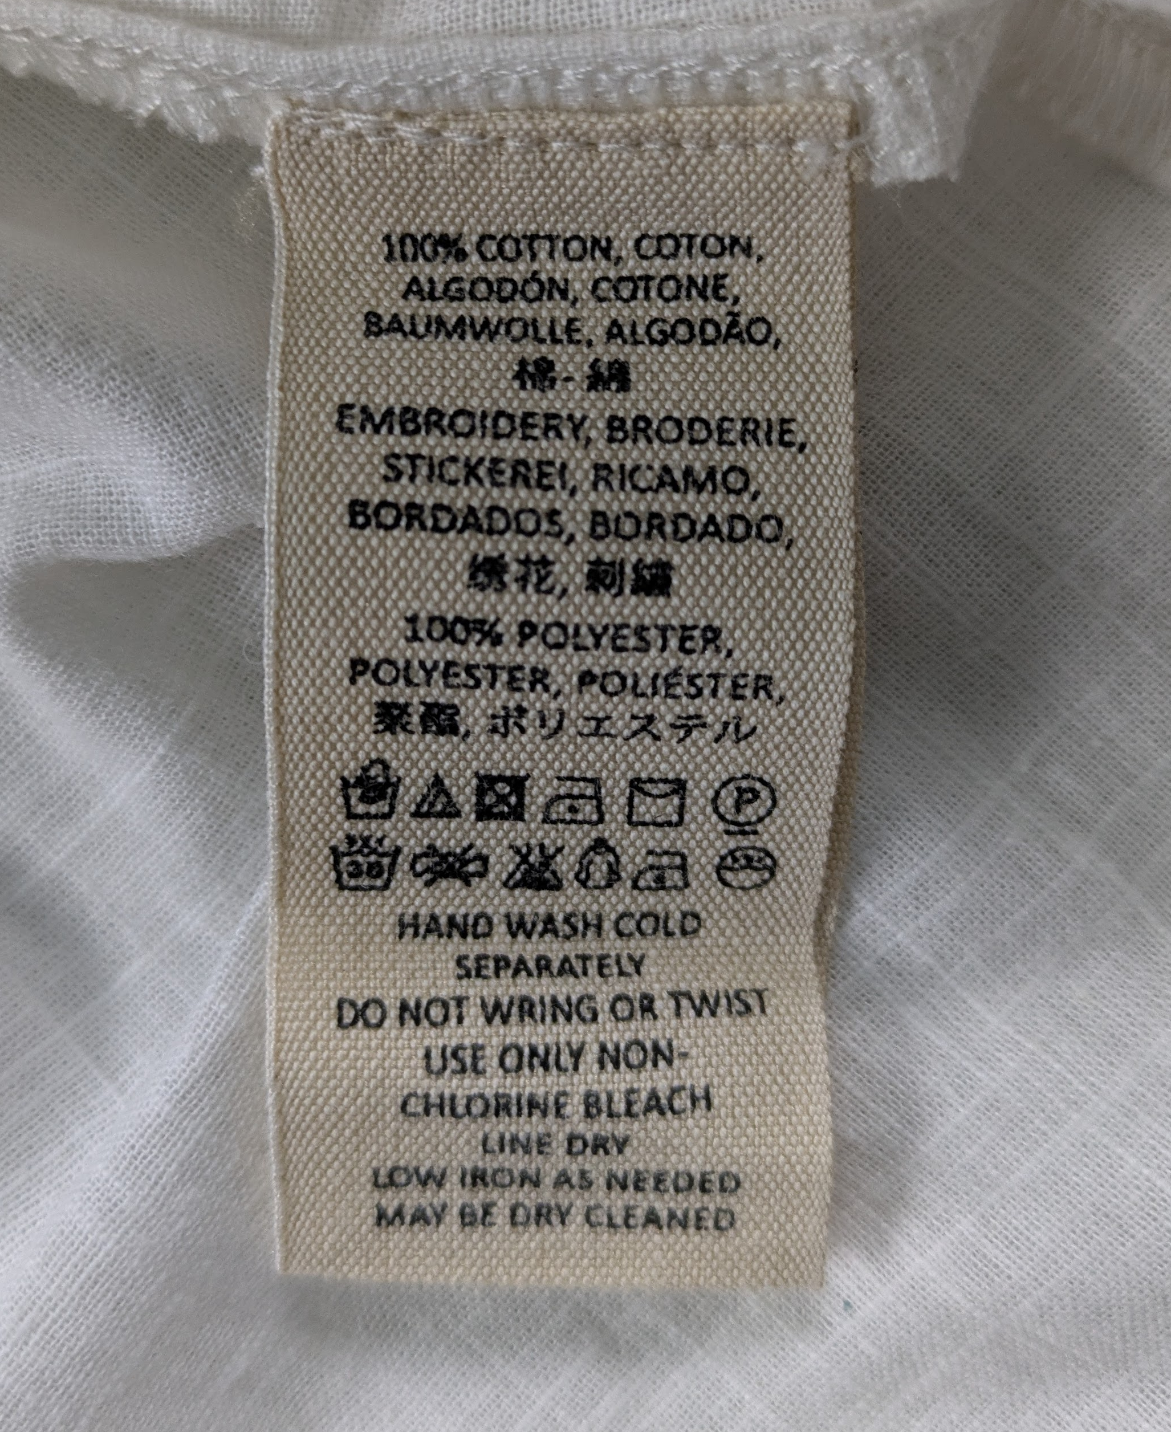 100% COTTON, COTON,
ALGODÓN, COTONE,
BAUMWOLLE, ALGODÃO,
棉- 綿
EMBROIDERY, BRODERIE,
STICKEREI, RICAMO,
BORDADOS, BORDADO,
绣花, 刺繍
100% POLYESTER,
POLYESTER, POLIÉSTER,
聚酯, ポリエステル
P
30
HAND WASH COLD
SEPARATELY
DO NOT WRING OR TWIST
USE ONLY NON-
CHLORINE BLEACH
LINE DRY
LOW IRON AS NEEDED
MAY BE DRY CLEANED